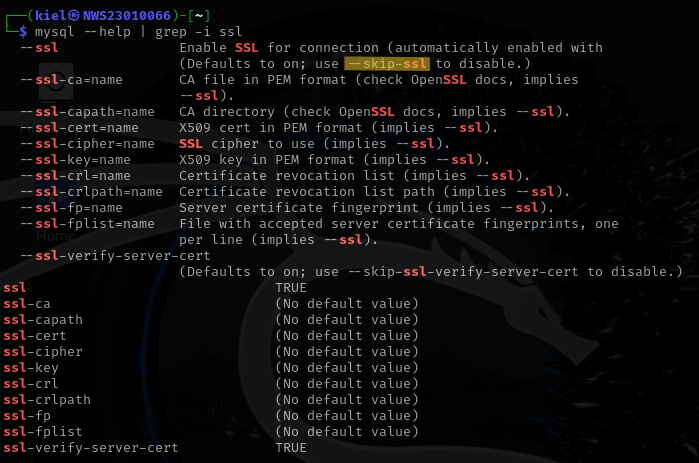 ┌──(kiel㉿NWS23010066)-[~]
└─$ mysql --help | grep -i ssl
--ssl Enable SSL for connection (automatically enabled with
(Defaults to on; use --skip-ssl to disable.)
--ssl-ca=name CA file in PEM format (check OpenSSL docs, implies
--ssl).
--ssl-capath=name CA directory (check OpenSSL docs, implies --ssl).
--ssl-cert=name X509 cert in PEM format (implies --ssl).
--ssl-cipher=name SSL cipher to use (implies --ssl).
--ssl-key=name X509 key in PEM format (implies --ssl).
--ssl-crl=name Certificate revocation list (implies --ssl).
--ssl-crlpath=name Certificate revocation list path (implies --ssl).
--ssl-fp=name Server certificate fingerprint (implies --ssl).
--ssl-fplist=name File with accepted server certificate fingerprints, one
per line (implies --ssl).
Home
--ssl-verify-server-cert
(Defaults to on; use --skip-ssl-verify-server-cert to disable.)
ssl TRUE
ssl-ca (No default value)
ssl-capath (No default value)
ssl-cert (No default value)
ssl-cipher (No default value)
ssl-key (No default value)
ssl-crl (No default value)
ssl-crlpath (No default value)
ssl-fp (No default value)
ssl-fplist (No default value)
ssl-verify-server-cert TRUE